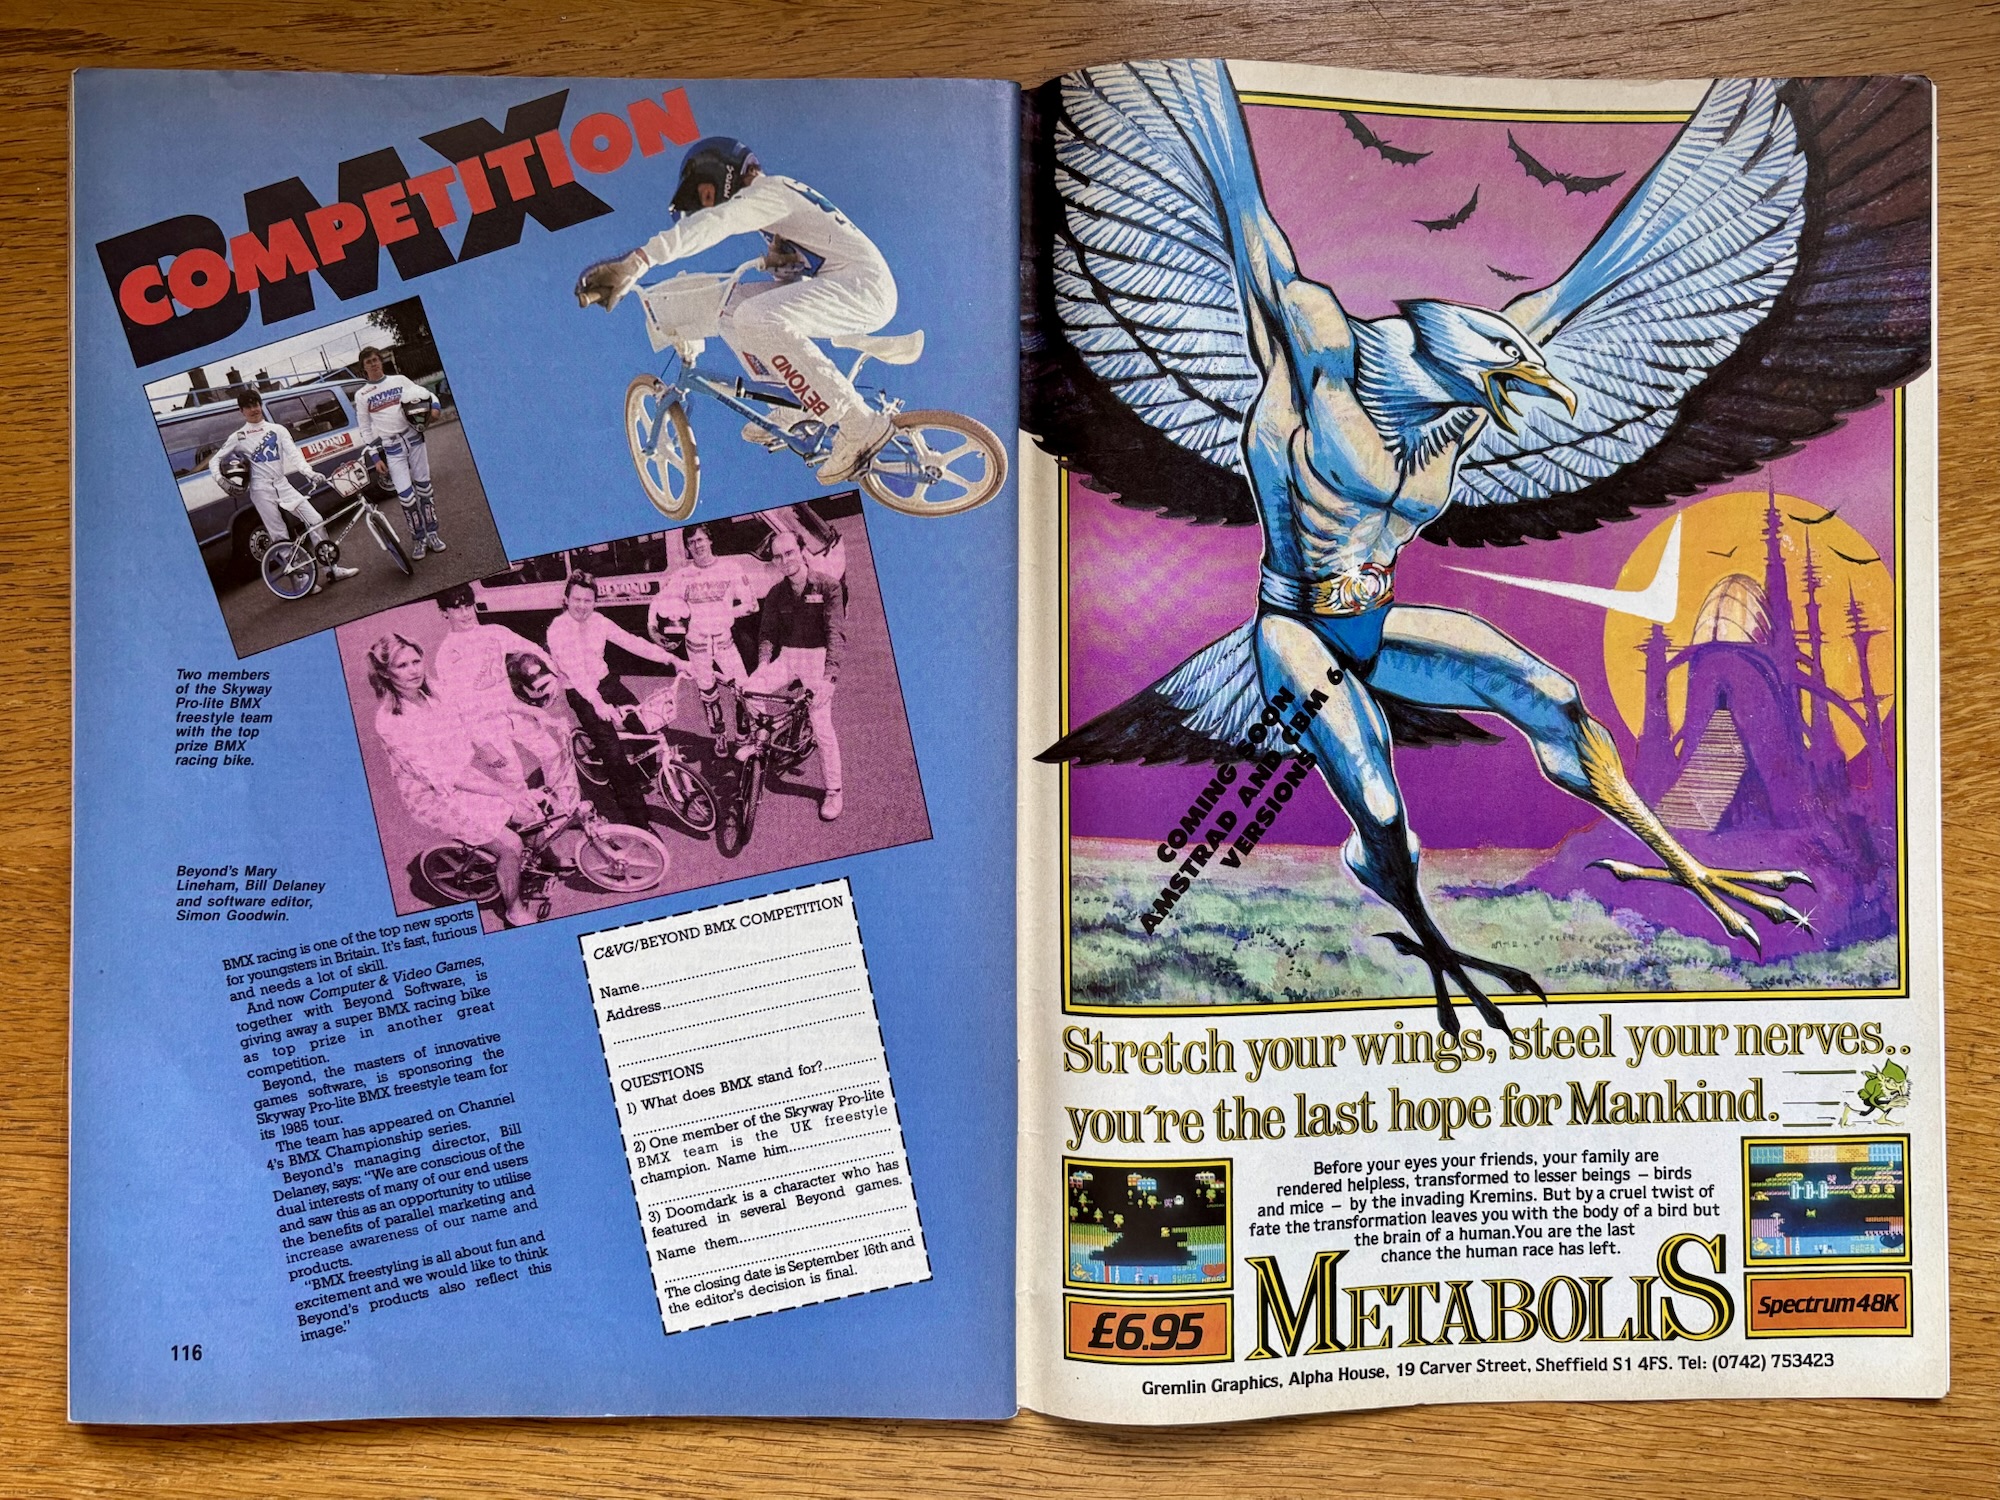 BMX
COMPETITION
BEYOND
SKYWAY
BEYOND
BEYOND
SKYWAY
Two members
of the Skyway
Pro-lite BMX
freestyle team
with the top
prize BMX
racing bike.
Beyond's Mary
Lineham, Bill Delaney
and software editor,
Simon Goodwin.
BMX racing is one of the top new sports
for youngsters in Britain. It's fast, furious
and needs a lot of skill.
And now Computer & Video Games,
together with Beyond Software, is
giving away a super BMX racing bike
as top prize in another great
competition.
Beyond, the masters of innovative
games software, is sponsoring the
Skyway Pro-lite BMX freestyle team for
its 1985 tour.
The team has appeared on Channel
4's BMX Championship series.
Beyond's managing director, Bill
Delaney, says: "We are conscious of the
dual interests of many of our end users
and saw this as an opportunity to utilise
the benefits of parallel marketing and
increase awareness of our name and
products.
"BMX freestyling is all about fun and
excitement and we would like to think
Beyond's products also reflect this
image."
116
C&VG/BEYOND BMX COMPETITION
Name
Address
QUESTIONS
1) What does BMX stand for?
2) One member of the Skyway Pro-lite
BMX team is the UK freestyle
champion. Name him
3) Doomdark is a character who has
featured in several Beyond games.
Name them
The closing date is September 16th and
the editor's decision is final.
COMING SOON
AMSTRAD AND CBM 6
VERSIONS
Stretch your wings, steel your nerves..
you're the last hope for Mankind.
Before your eyes your friends, your family are
rendered helpless, transformed to lesser beings – birds
and mice – by the invading Kremins. But by a cruel twist of
fate the transformation leaves you with the body of a bird but
the brain of a human. You are the last
chance the human race has left.
METABOLIS
£6.95
Spectrum 48K
Gremlin Graphics, Alpha House, 19 Carver Street, Sheffield S1 4FS. Tel: (0742) 753423